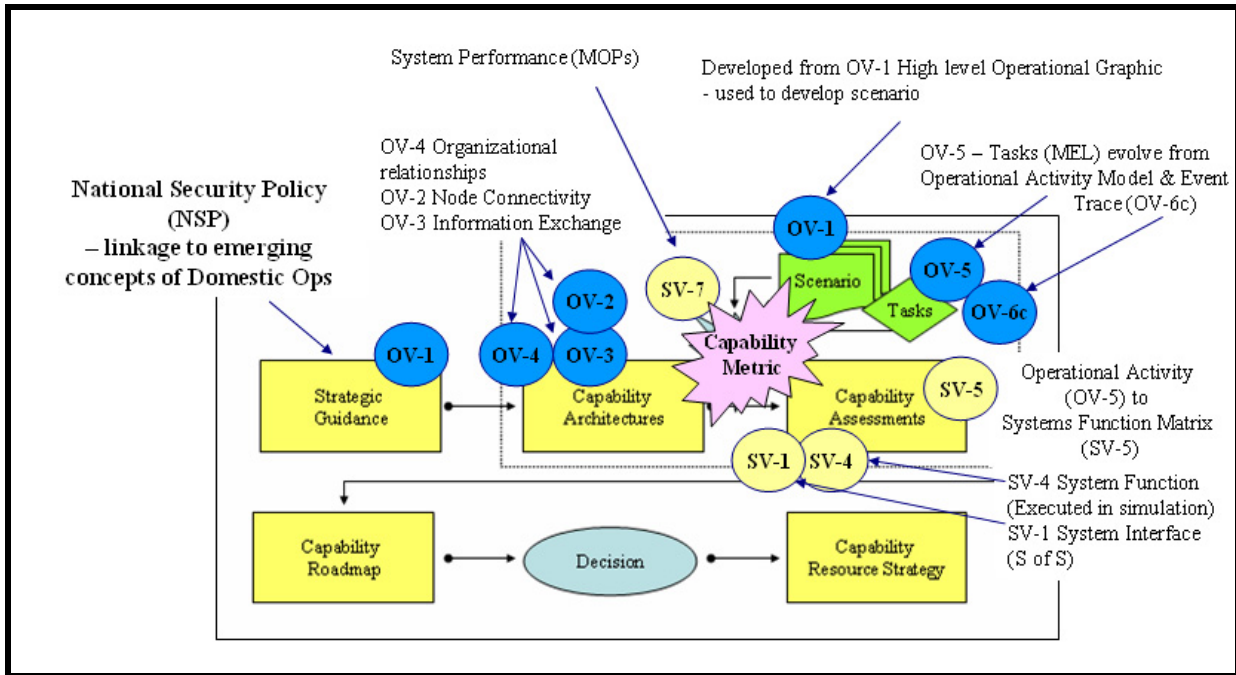 System Performance (MOPs)
Developed from OV-1 High level Operational Graphic
- used to develop scenario
OV-4 Organizational
relationships
OV-2 Node Connectivity
OV-3 Information Exchange
OV-5 – Tasks (MEL) evolve from
Operational Activity Model & Event
Trace (OV-6c)
National Security Policy
(NSP)
– linkage to emerging
concepts of Domestic Ops
OV-1
OV-5
OV-6c
SV-7
Scenario
Tasks
OV-2
OV-4
OV-3
OV-1
Capability
Metric
Strategic
Guidance
Capability
Architectures
Capability
Assessments
SV-5
Operational Activity
(OV-5) to
Systems Function Matrix
(SV-5)
SV-1
SV-4
SV-4 System Function
(Executed in simulation)
SV-1 System Interface
(S of S)
Capability
Roadmap
Decision
Capability
Resource Strategy